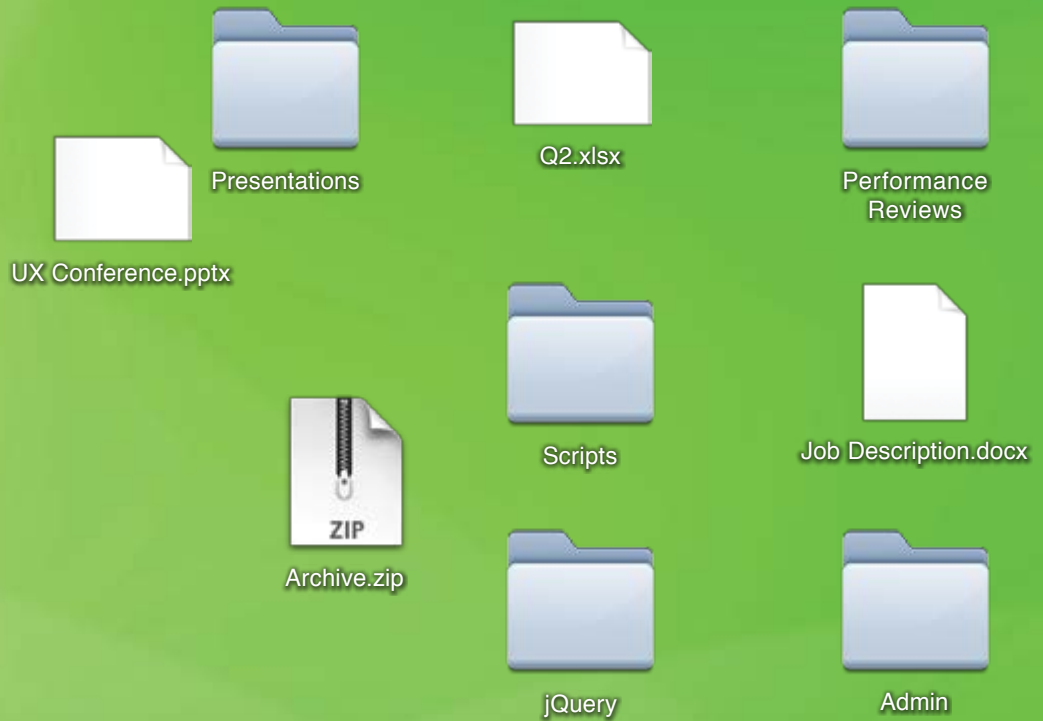 Presentations
Q2.xlsx
Performance
Reviews
UX Conference.pptx
Scripts
Job Description.docx
ZIP
Archive.zip
jQuery
Admin